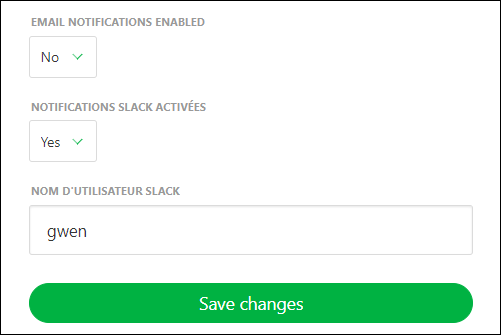 EMAIL NOTIFICATIONS ENABLED
No
NOTIFICATIONS SLACK ACTIVÉES
Yes
NOM D'UTILISATEUR SLACK
gwen
Save changes